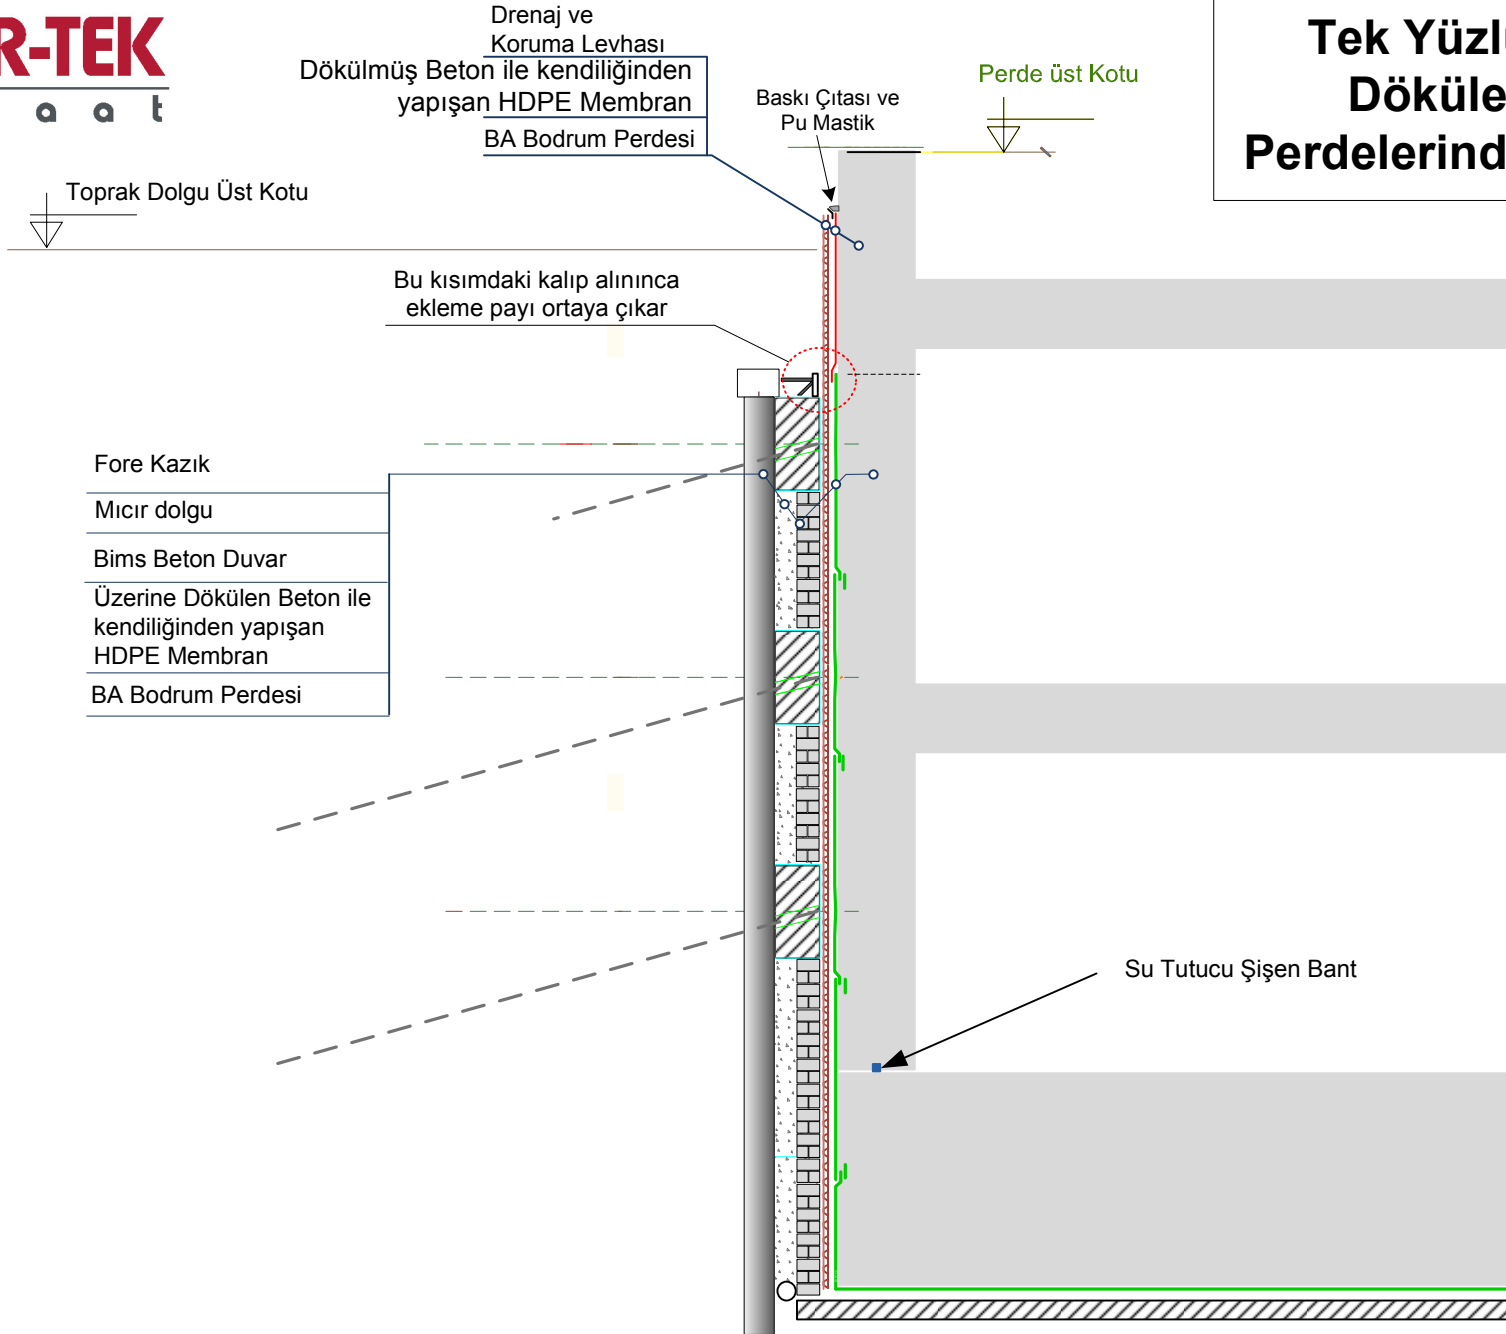 R-TEK
a a t
Drenaj ve
Koruma Levhası
Dökülmüş Beton ile kendiliğinden
yapışan HDPE Membran
BA Bodrum Perdesi
Baskı Çıtası ve
Pu Mastik
Perde üst Kotu
Tek Yüzl
Döküle
Perdelerind
Toprak Dolgu Üst Kotu
Bu kısımdaki kalıp alınınca
ekleme payı ortaya çıkar
Fore Kazık
Mıcır dolgu
Bims Beton Duvar
Üzerine Dökülen Beton ile
kendiliğinden yapışan
HDPE Membran
BA Bodrum Perdesi
Su Tutucu Şişen Bant